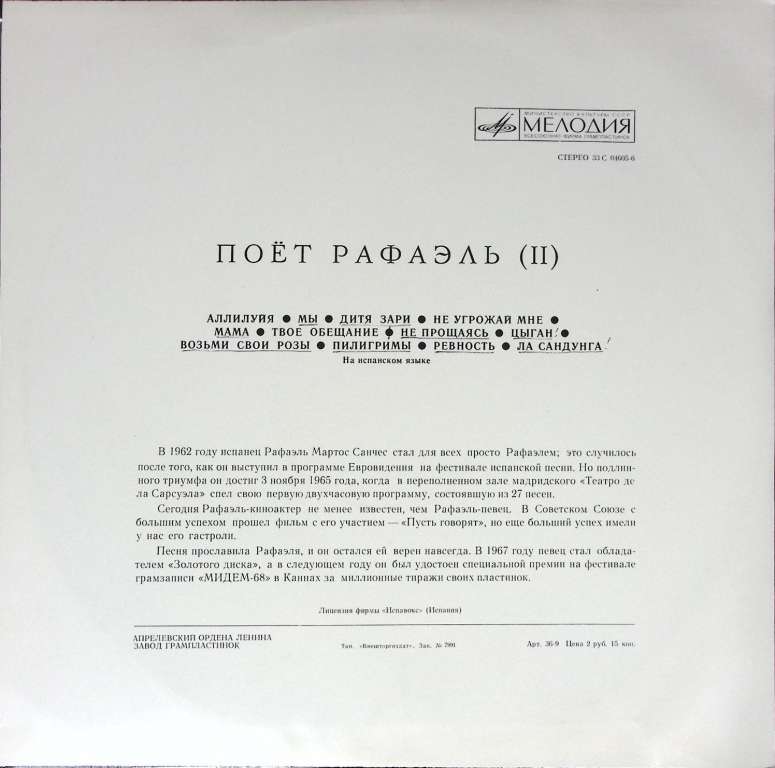 МИНИСТЕРСТВО КУЛЬТУРЫ СССР
МЕЛОДИЯ
ВСЕСОЮЗНАЯ ФИРМА ГРАМПЛАСТИНОК
СТЕРЕО 33 С 04605-6
ПОЁТ РАФАЭЛЬ (II)
АЛЛИЛУЙЯ ● МЫ ● ДИТЯ ЗАРИ ● НЕ УГРОЖАЙ МНЕ ●
МАМА ● ТВОЕ ОБЕЩАНИЕ ● НЕ ПРОЩАЯСЬ ● ЦЫГАН! ●
ВОЗЬМИ СВОИ РОЗЫ ● ПИЛИГРИМЫ ● РЕВНОСТЬ ● ЛА САНДУНГА!
На испанском языке
В 1962 году испанец Рафаэль Мартос Санчес стал для всех просто Рафаэлем; это случилось
после того, как он выступил в программе Евровидения на фестивале испанской песни. Но подлин-
ного триумфа он достиг 3 ноября 1965 года, когда в переполненном зале мадридского «Театро де
ла Сарсуэла» спел свою первую двухчасовую программу, состоявшую из 27 песен.
Сегодня Рафаэль-киноактер не менее известен, чем Рафаэль-певец. В Советском Союзе с
большим успехом прошел фильм с его участием — «Пусть говорят», но еще больший успех имели
у нас его гастроли.
Песня прославила Рафаэля, и он остался ей верен навсегда. В 1967 году певец стал облада-
телем «Золотого диска», а в следующем году он был удостоен специальной премии на фестивале
грамзаписи «МИДЕМ-68» в Каннах за миллионные тиражи своих пластинок.
Лицензия фирмы «Испавокс» (Испания)
АПРЕЛЕВСКИЙ ОРДЕНА ЛЕНИНА
ЗАВОД ГРАМПЛАСТИНОК
Тип. «Внешторгиздат». Зак. № 7991
Арт. 36-9 Цена 2 руб. 15 коп.